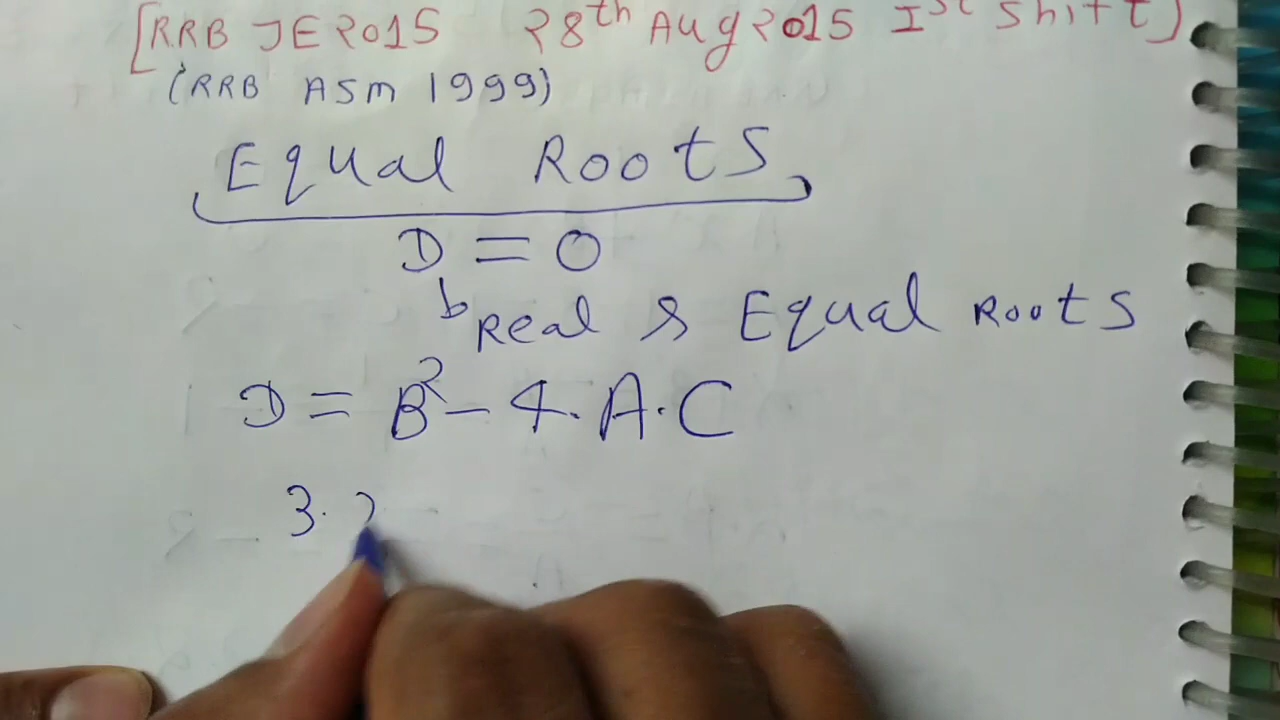 [RRB JE2015 28th Aug2015 Ist Shift]
(RRB ASM 1999)
Equal Roots
D = 0
Real & Equal Roots
D = B² - 4.A.C
3.